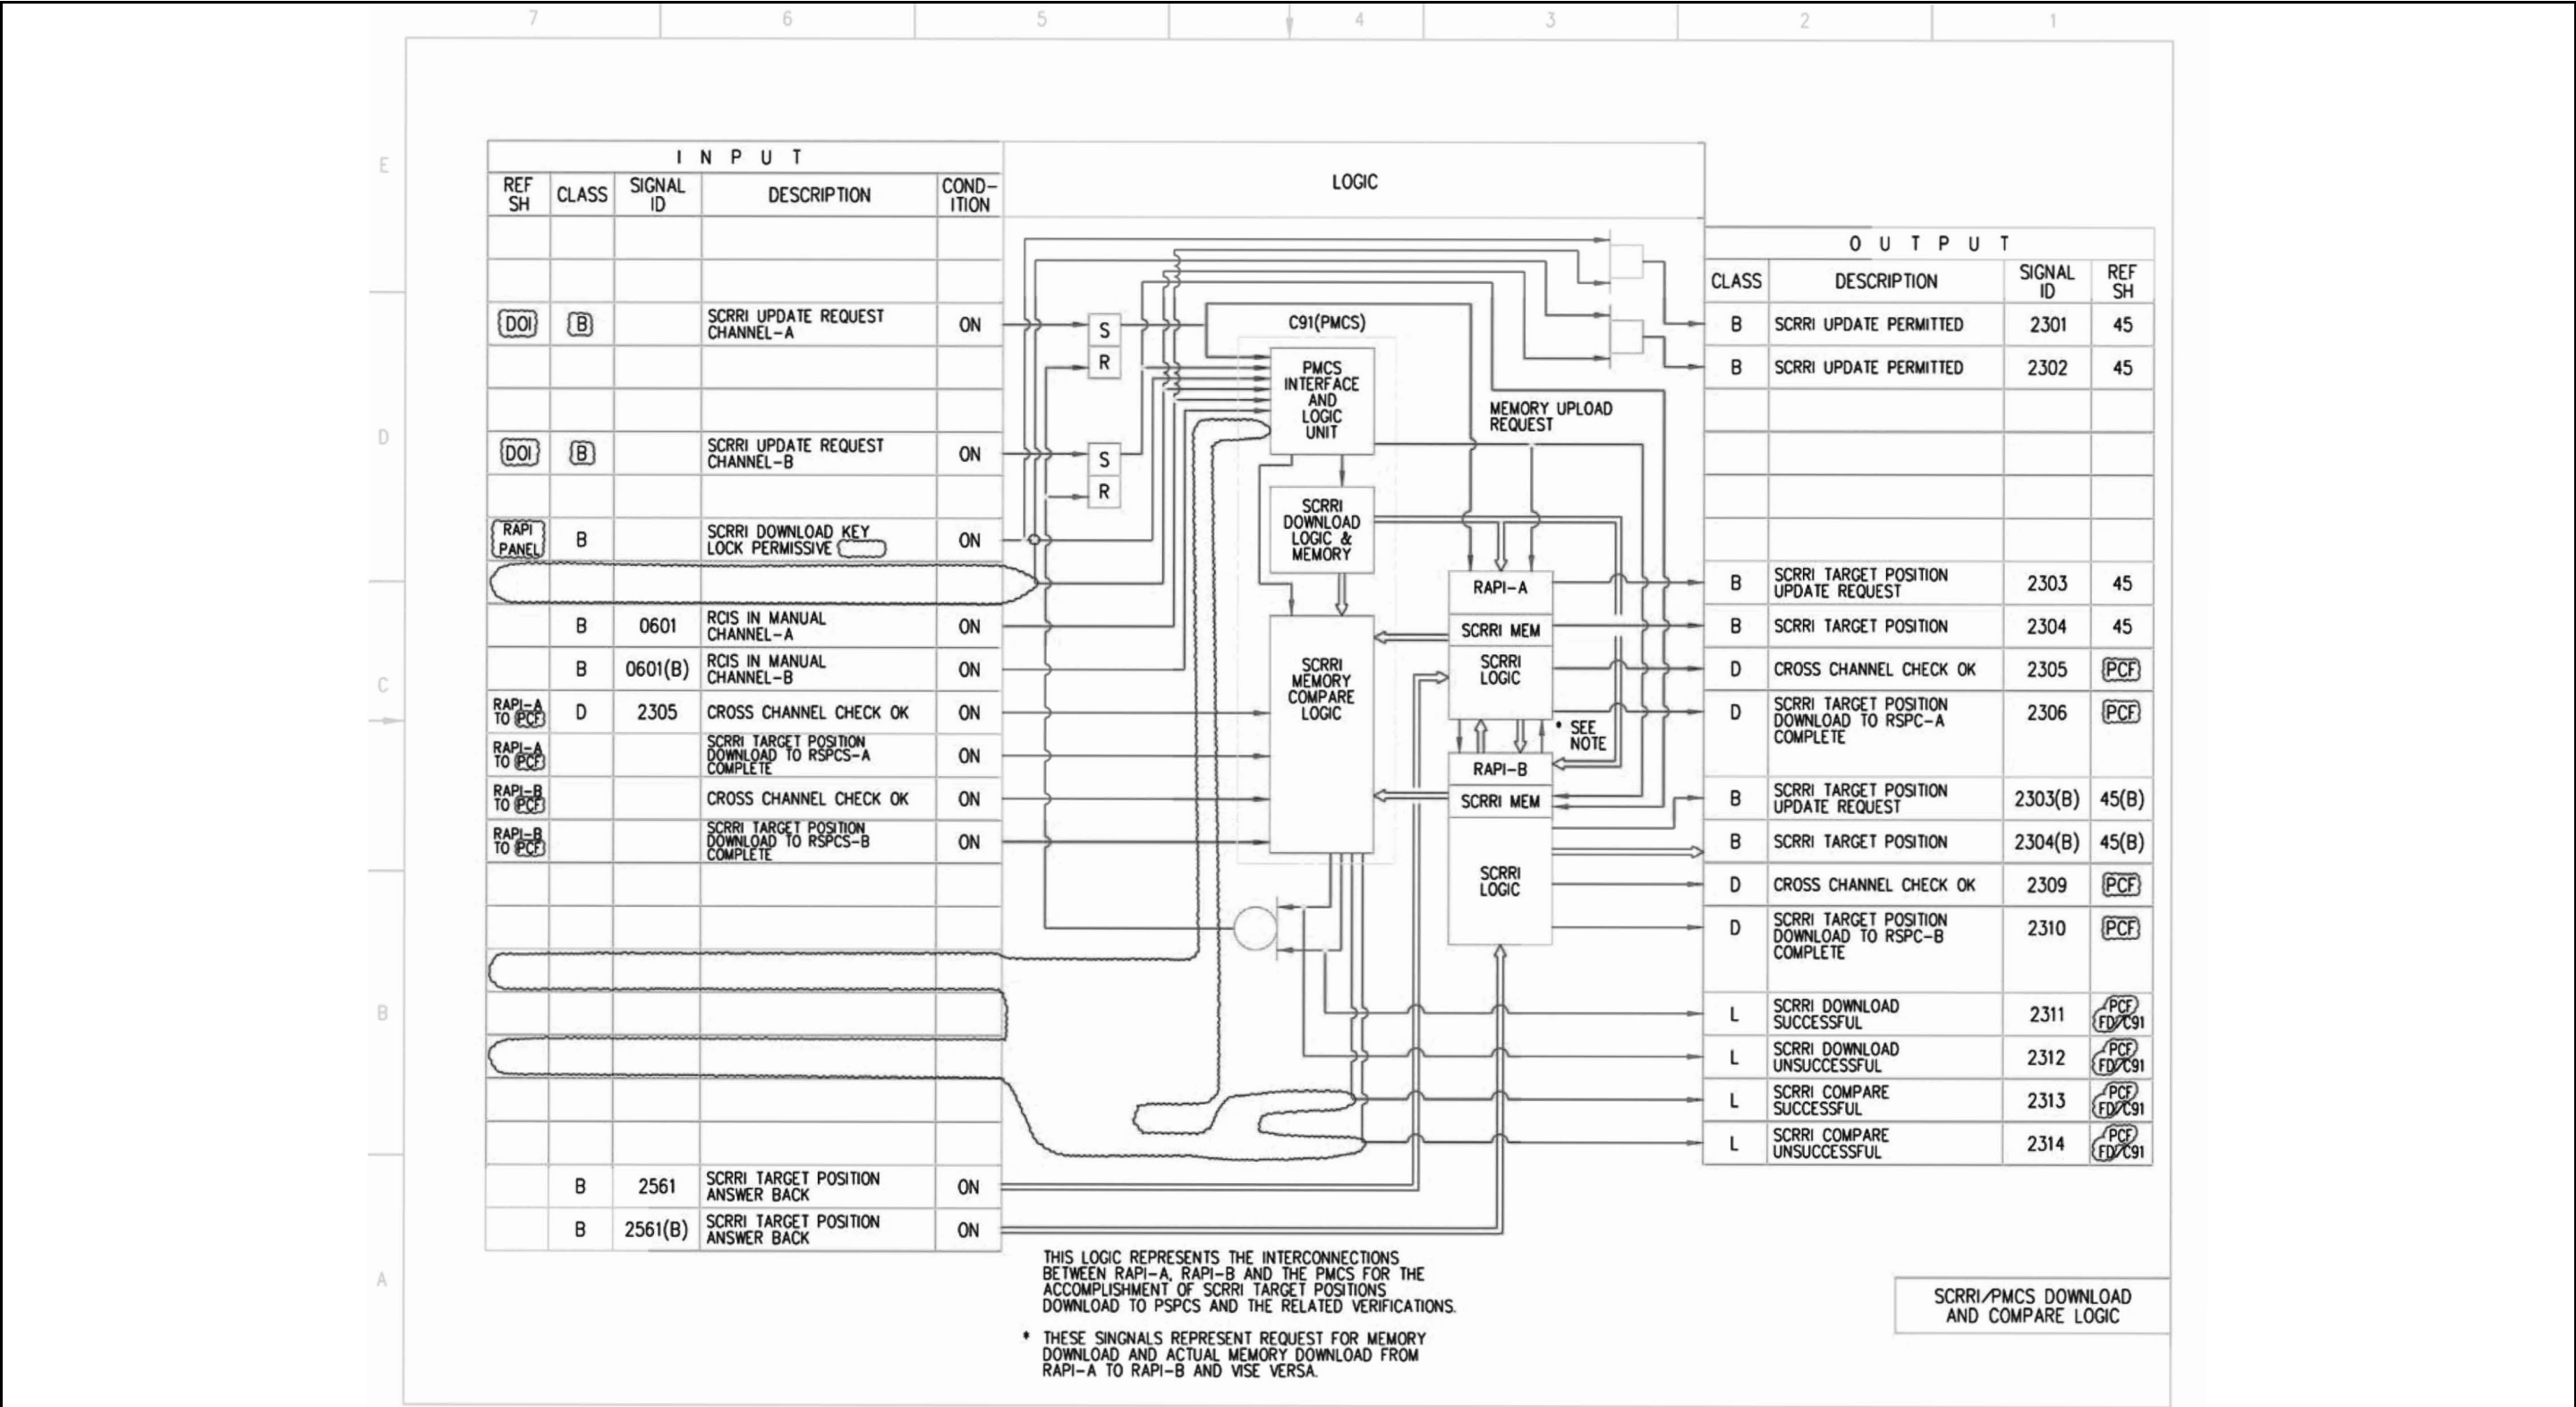 7 6 5 4 3 2 1
E
D
C
B
A
I N P U T
REF SH
CLASS
SIGNAL ID
DESCRIPTION
COND-ITION
LOGIC
O U T P U T
CLASS
DESCRIPTION
SIGNAL ID
REF SH
DOI B SCRRI UPDATE REQUEST
CHANNEL-A ON
DOI B SCRRI UPDATE REQUEST
CHANNEL-B ON
RAPI
PANEL B SCRRI DOWNLOAD KEY
LOCK PERMISSIVE ON
B 0601 RCIS IN MANUAL
CHANNEL-A ON
B 0601(B) RCIS IN MANUAL
CHANNEL-B ON
RAPI-A
TO PCF D 2305 CROSS CHANNEL CHECK OK ON
RAPI-A
TO PCF SCRRI TARGET POSITION
DOWNLOAD TO RSPCS-A
COMPLETE ON
RAPI-B
TO PCF CROSS CHANNEL CHECK OK ON
RAPI-B
TO PCF SCRRI TARGET POSITION
DOWNLOAD TO RSPCS-B
COMPLETE ON
B 2561 SCRRI TARGET POSITION
ANSWER BACK ON
B 2561(B) SCRRI TARGET POSITION
ANSWER BACK ON
S
R
S
R
C91(PMCS)
PMCS
INTERFACE
AND
LOGIC
UNIT
SCRRI
DOWNLOAD
LOGIC &
MEMORY
SCRRI
MEMORY
COMPARE
LOGIC
MEMORY UPLOAD
REQUEST
RAPI-A
SCRRI MEM
SCRRI
LOGIC
* SEE
NOTE
RAPI-B
SCRRI MEM
SCRRI
LOGIC
B SCRRI UPDATE PERMITTED 2301 45
B SCRRI UPDATE PERMITTED 2302 45
B SCRRI TARGET POSITION
UPDATE REQUEST 2303 45
B SCRRI TARGET POSITION 2304 45
D CROSS CHANNEL CHECK OK 2305 PCF
D SCRRI TARGET POSITION
DOWNLOAD TO RSPC-A
COMPLETE 2306 PCF
B SCRRI TARGET POSITION
UPDATE REQUEST 2303(B) 45(B)
B SCRRI TARGET POSITION 2304(B) 45(B)
D CROSS CHANNEL CHECK OK 2309 PCF
D SCRRI TARGET POSITION
DOWNLOAD TO RSPC-B
COMPLETE 2310 PCF
L SCRRI DOWNLOAD
SUCCESSFUL 2311 PCF
FD/C91
L SCRRI DOWNLOAD
UNSUCCESSFUL 2312 PCF
FD/C91
L SCRRI COMPARE
SUCCESSFUL 2313 PCF
FD/C91
L SCRRI COMPARE
UNSUCCESSFUL 2314 PCF
FD/C91
THIS LOGIC REPRESENTS THE INTERCONNECTIONS
BETWEEN RAPI-A, RAPI-B AND THE PMCS FOR THE
ACCOMPLISHMENT OF SCRRI TARGET POSITIONS
DOWNLOAD TO PSPCS AND THE RELATED VERIFICATIONS.
* THESE SINGNALS REPRESENT REQUEST FOR MEMORY
DOWNLOAD AND ACTUAL MEMORY DOWNLOAD FROM
RAPI-A TO RAPI-B AND VISE VERSA.
SCRRI/PMCS DOWNLOAD
AND COMPARE LOGIC